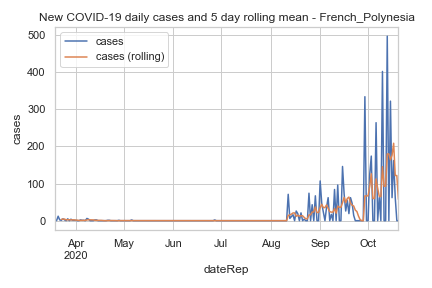 New COVID-19 daily cases and 5 day rolling mean - French_Polynesia
cases
cases (rolling)
500
400
300
200
100
0
cases
Apr
2020
May
Jun
Jul
Aug
Sep
Oct
dateRep